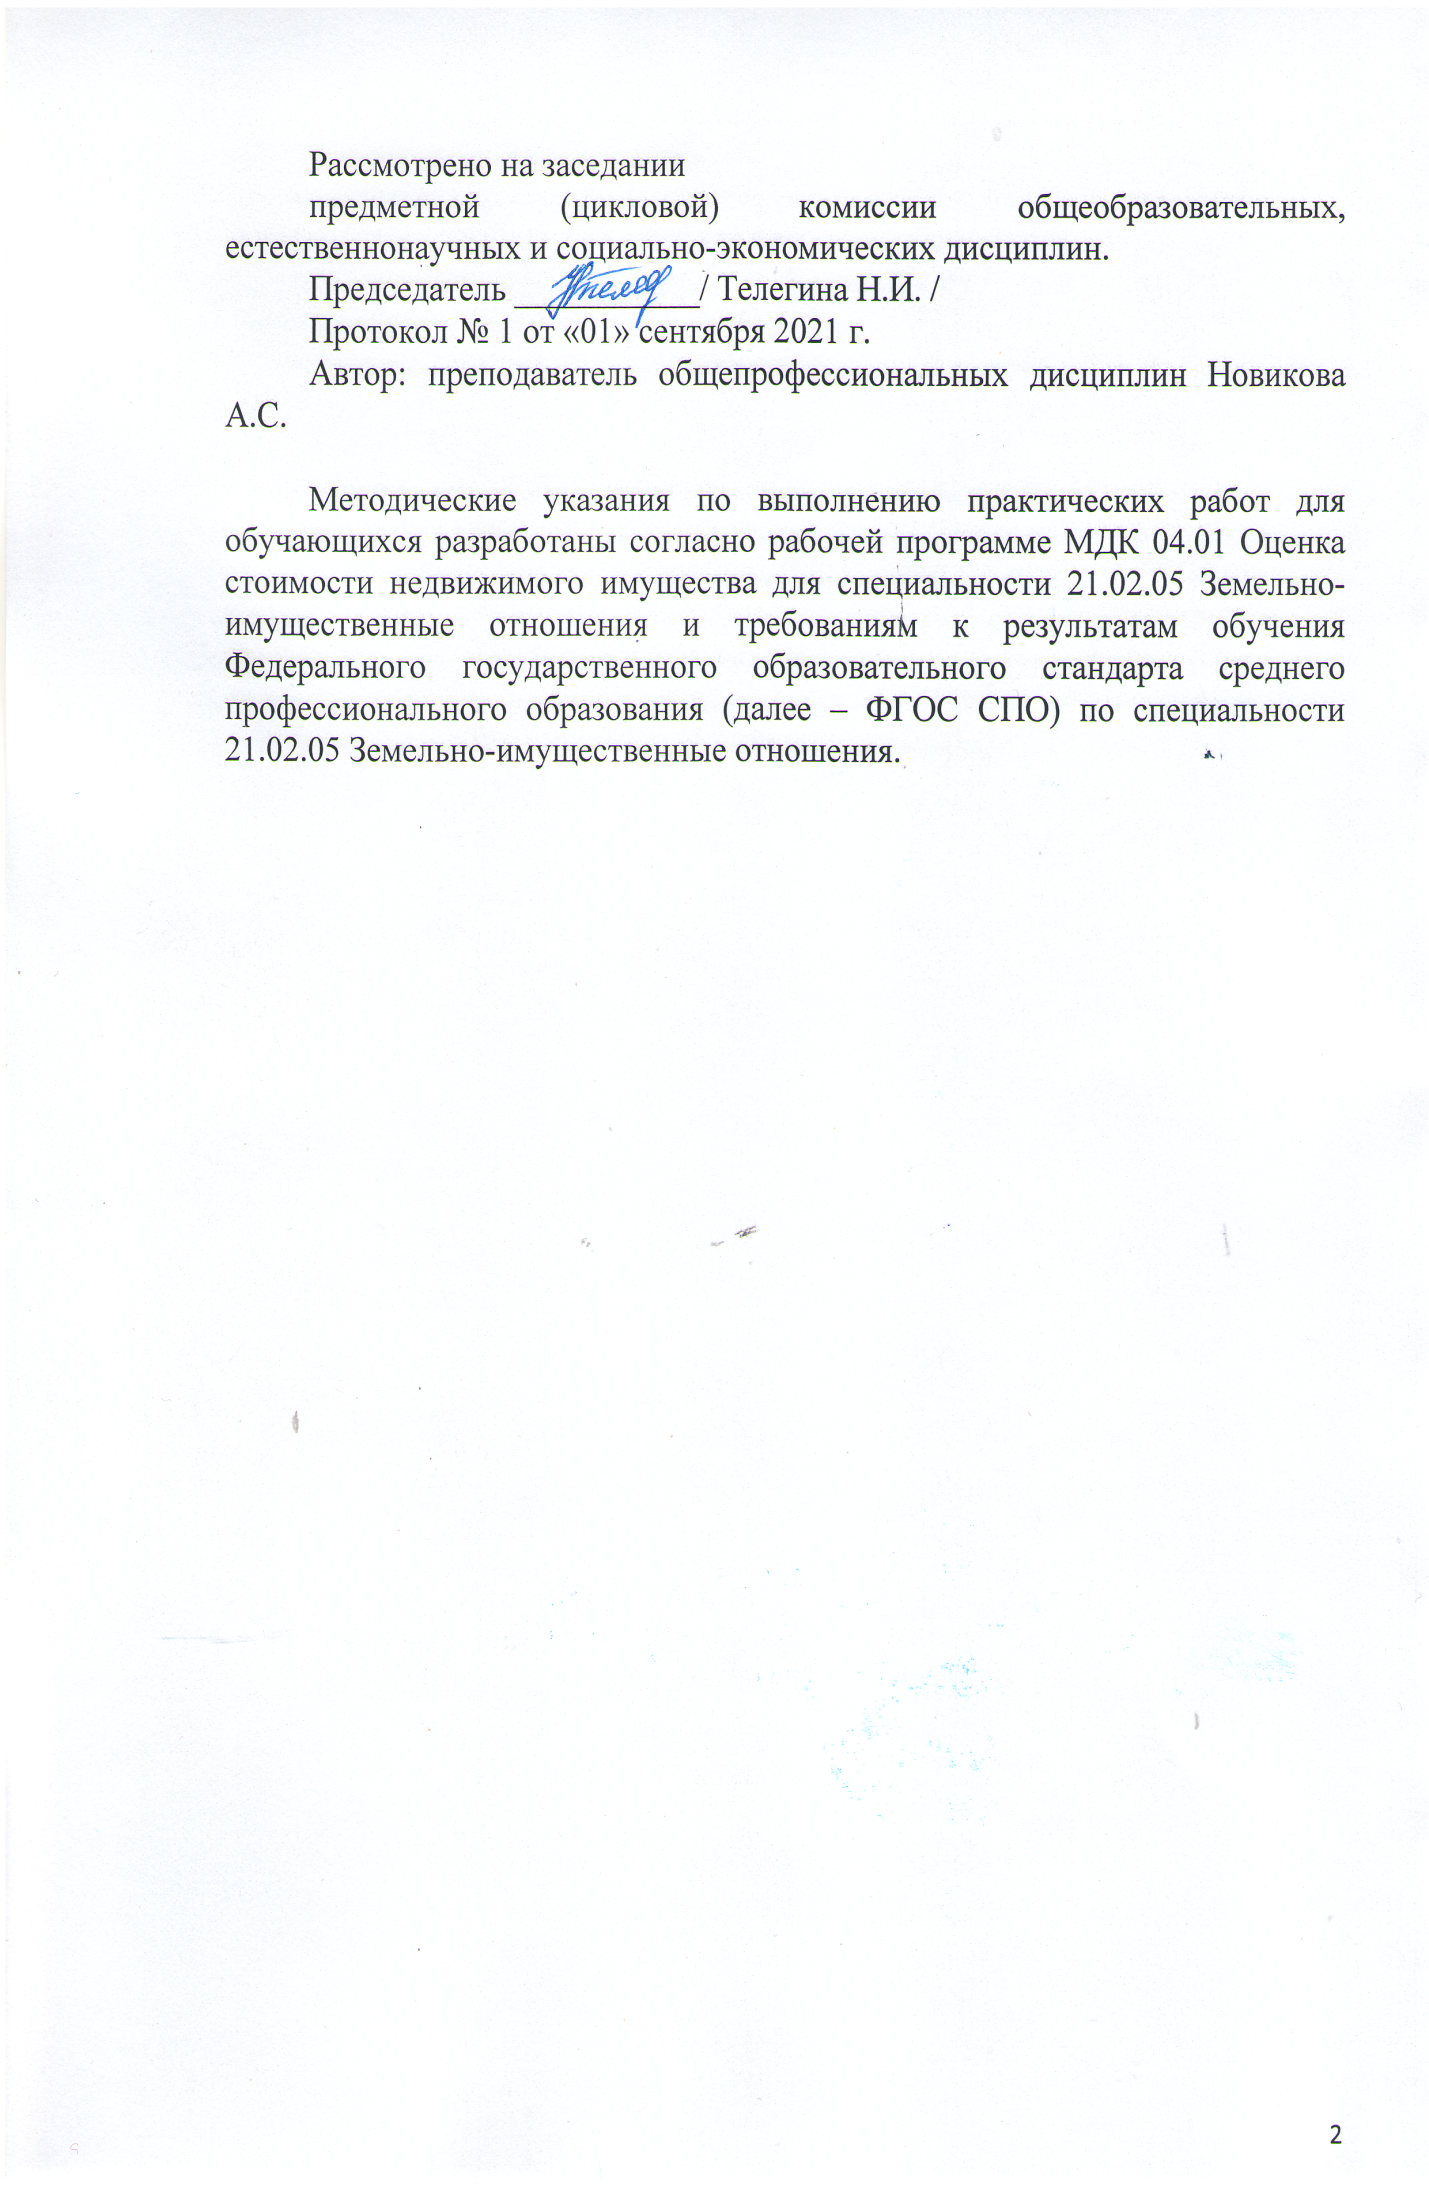 Рассмотрено на заседании
предметной (цикловой) комиссии общеобразовательных,
естественнонаучных и социально-экономических дисциплин.
Председатель ____________/ Телегина Н.И. /
Протокол № 1 от «01» сентября 2021 г.
Автор: преподаватель общепрофессиональных дисциплин Новикова
А.С.
Методические указания по выполнению практических работ для
обучающихся разработаны согласно рабочей программе МДК 04.01 Оценка
стоимости недвижимого имущества для специальности 21.02.05 Земельно-
имущественные отношения и требованиям к результатам обучения
Федерального государственного образовательного стандарта среднего
профессионального образования (далее – ФГОС СПО) по специальности
21.02.05 Земельно-имущественные отношения.
2